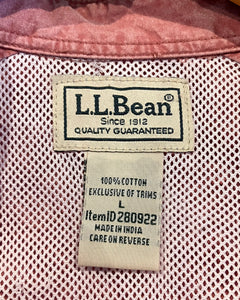 L.L.Bean®
Since 1912
QUALITY GUARANTEED
100% COTTON
EXCLUSIVE OF TRIMS
L
Item ID 280922
MADE IN INDIA
CARE ON REVERSE